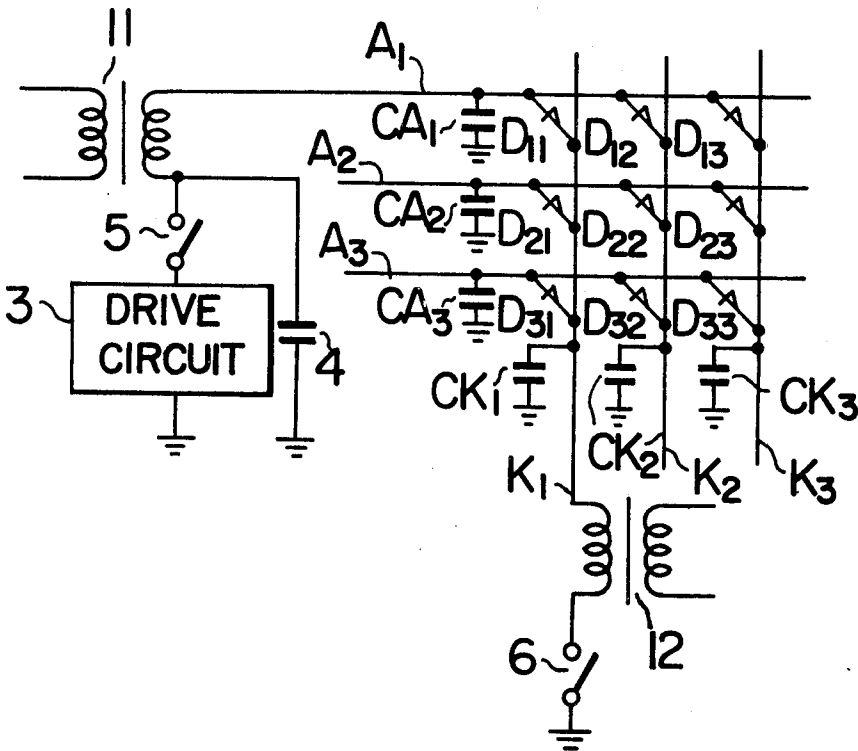 11
A1
CA1
D11
D12
D13
A2
5
CA2
D21
D22
D23
A3
3
DRIVE
CIRCUIT
4
CA3
D31
D32
D33
CK1
CK2
CK3
K1
K2
K3
6
12